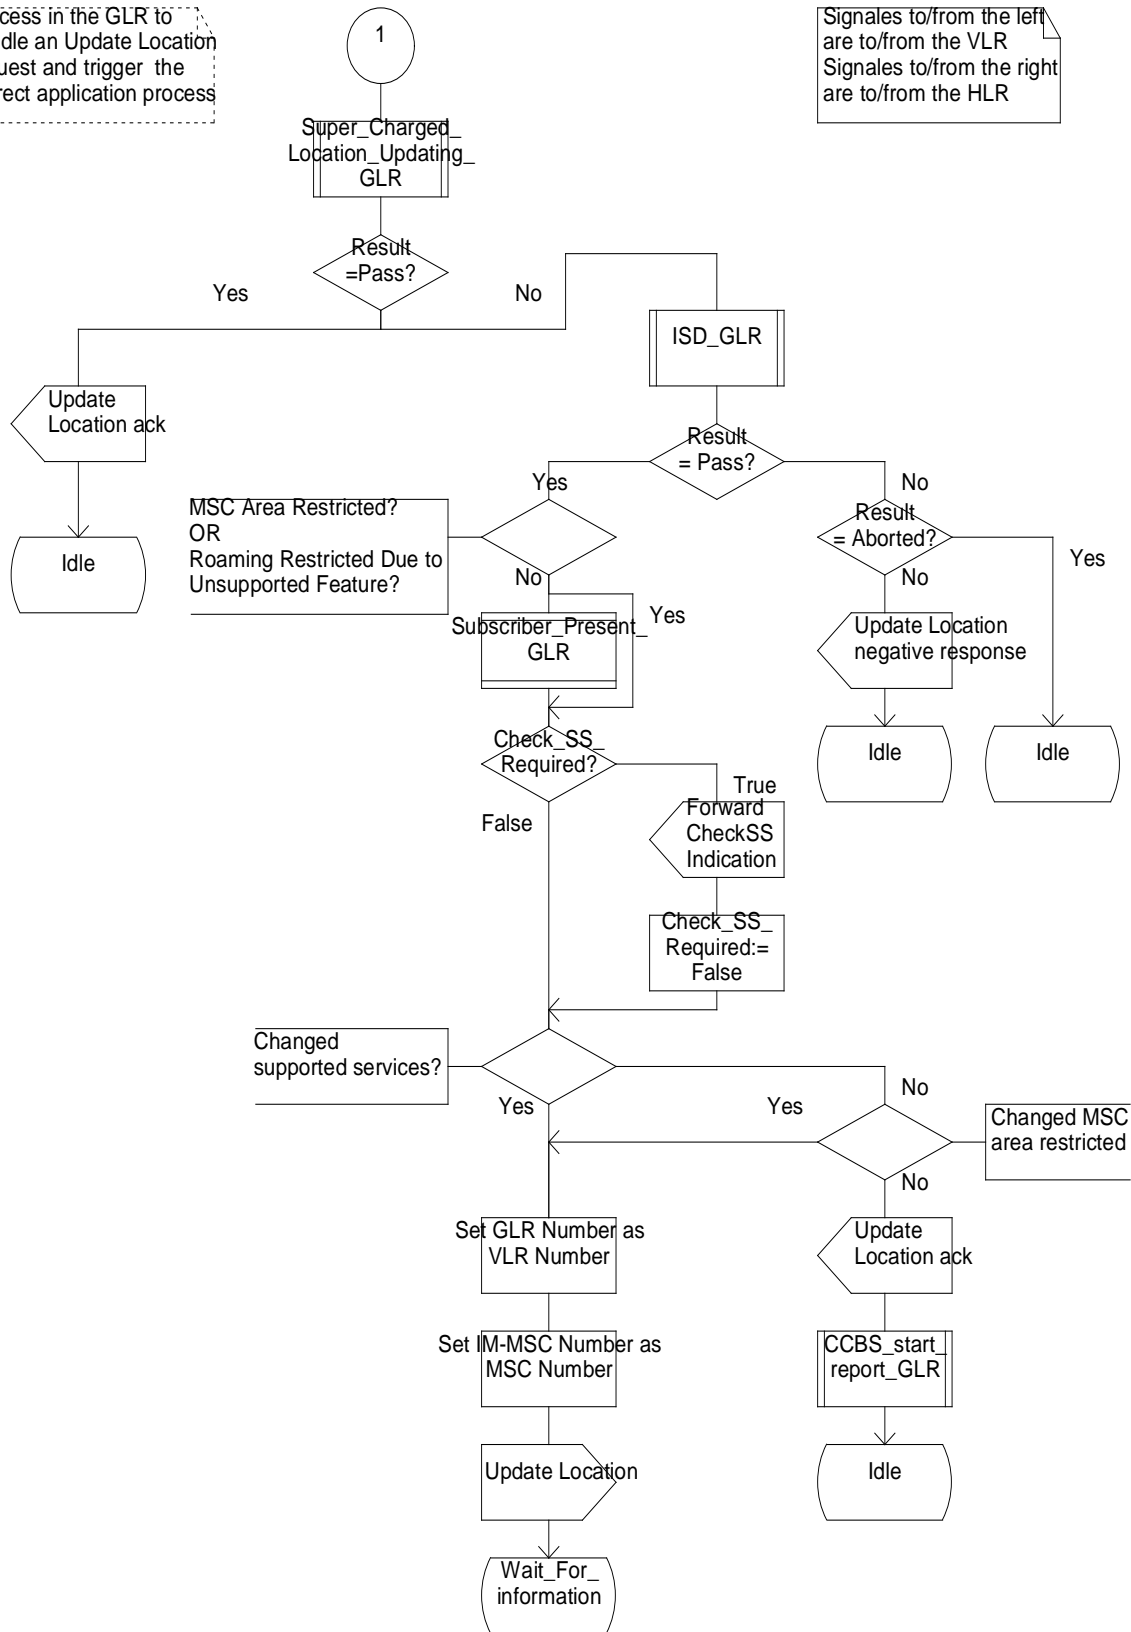 cess in the GLR to
dle an Update Location
uest and trigger the
rect application process
1
Signales to/from the left
are to/from the VLR
Signales to/from the right
are to/from the HLR
Super_Charged_
Location_Updating_
GLR
Result
=Pass?
Yes
No
ISD_GLR
Update
Location ack
Result
= Pass?
Yes
No
MSC Area Restricted?
OR
Roaming Restricted Due to
Unsupported Feature?
Result
= Aborted?
Idle
Yes
No
No
Yes
Subscriber_Present_
GLR
Update Location
negative response
Check_SS_
Required?
Idle
Idle
True
False
Forward
CheckSS
Indication
Check_SS_
Required:=
False
Changed
supported services?
No
Yes
Yes
Changed MSC
area restricted
No
Set GLR Number as
VLR Number
Update
Location ack
Set IM-MSC Number as
MSC Number
CCBS_start_
report_GLR
Update Location
Idle
Wait_For_
information